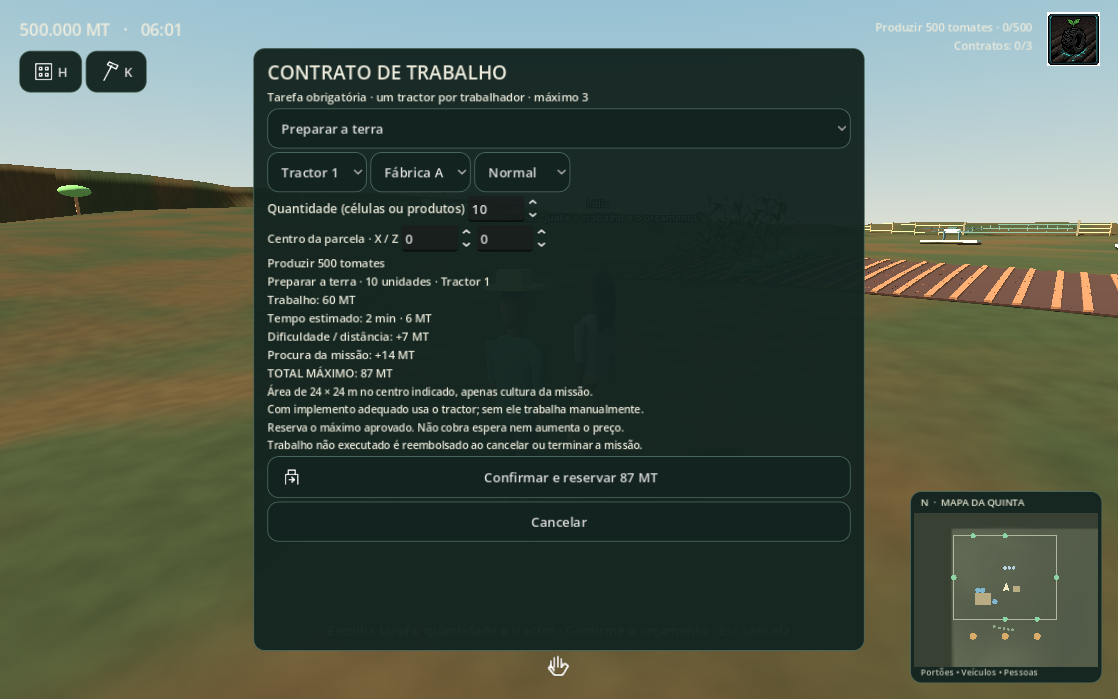 500.000 MT · 06:01
Produzir 500 tomates · 0/500
Contratos: 0/3
H
K
CONTRATO DE TRABALHO
Tarefa obrigatória · um tractor por trabalhador · máximo 3
Preparar a terra
Tractor 1
Fábrica A
Normal
Quantidade (células ou produtos) 10
Centro da parcela · X / Z 0 0
Produzir 500 tomates
Preparar a terra · 10 unidades · Tractor 1
Trabalho: 60 MT
Tempo estimado: 2 min · 6 MT
Dificuldade / distância: +7 MT
Procura da missão: +14 MT
TOTAL MÁXIMO: 87 MT
Área de 24 × 24 m no centro indicado, apenas cultura da missão.
Com implemento adequado usa o tractor; sem ele trabalha manualmente.
Reserva o máximo aprovado. Não cobra espera nem aumenta o preço.
Trabalho não executado é reembolsado ao cancelar ou terminar a missão.
Confirmar e reservar 87 MT
Cancelar
N · MAPA DA QUINTA
Portões • Veículos • Pessoas